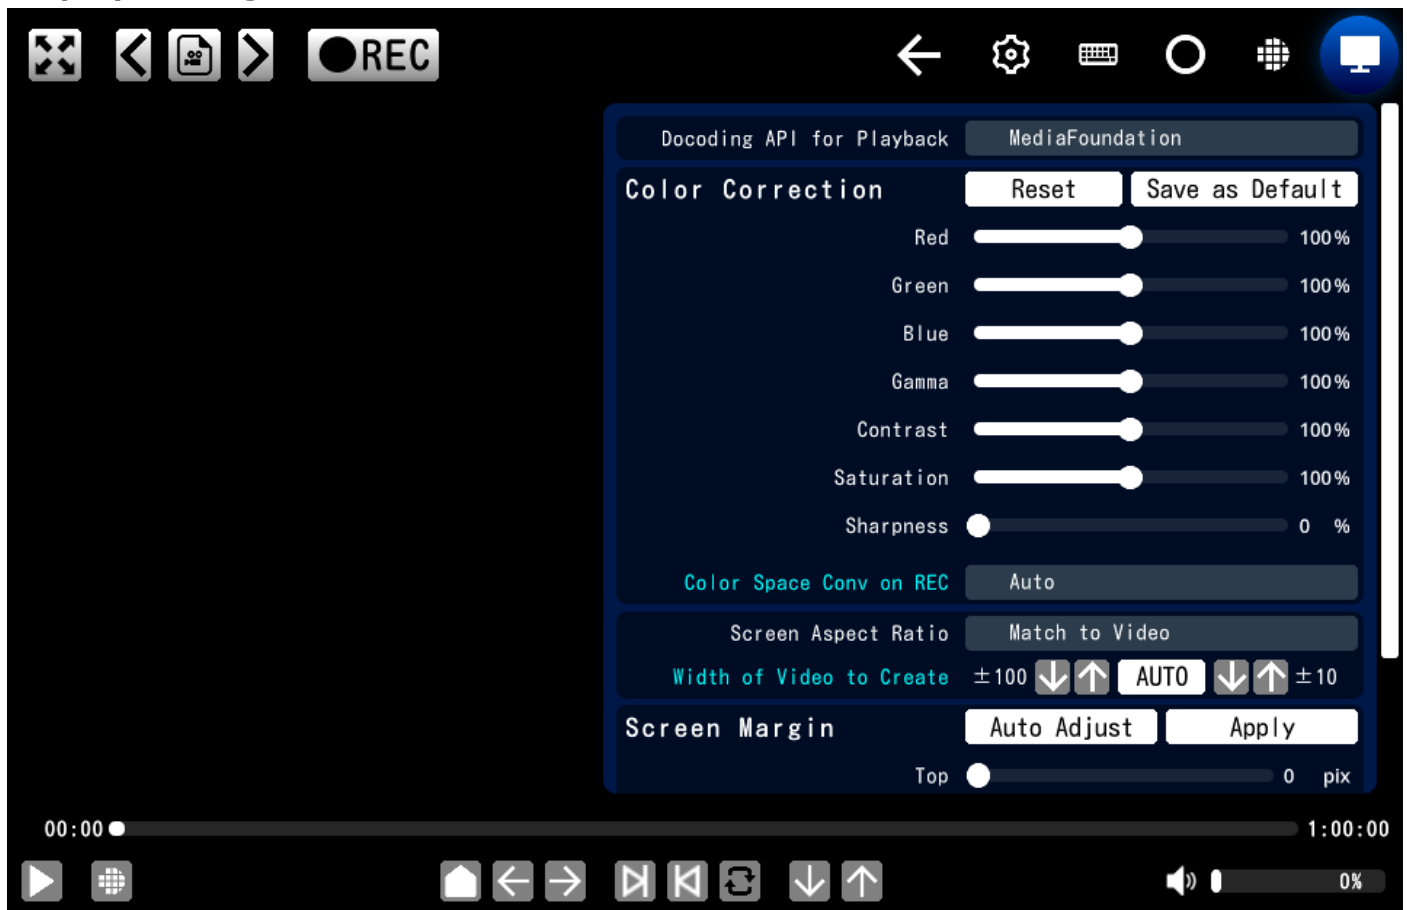 REC
Docoding API for Playback MediaFoundation
Color Correction Reset Save as Default
Red 100%
Green 100%
Blue 100%
Gamma 100%
Contrast 100%
Saturation 100%
Sharpness 0 %
Color Space Conv on REC Auto
Screen Aspect Ratio Match to Video
Width of Video to Create ±100 AUTO ±10
Screen Margin Auto Adjust Apply
Top 0 pix
00:00 1:00:00
0%